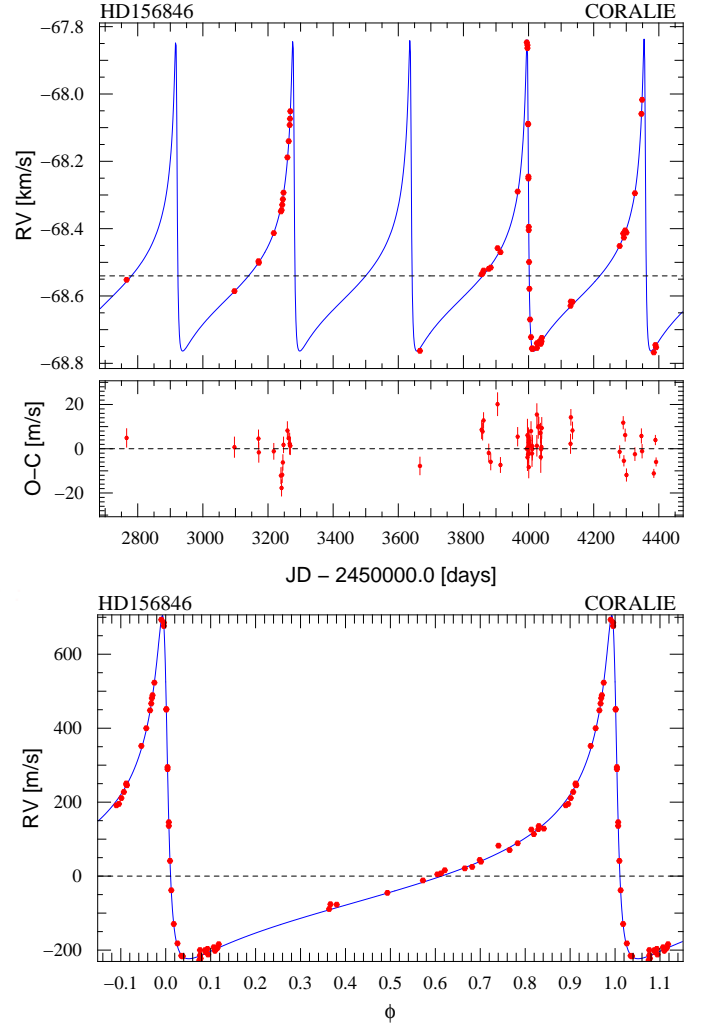 HD156846 CORALIE
−67.8
−68.0
−68.2
−68.4
−68.6
−68.8
RV [km/s]
20
0
−20
O−C [m/s]
2800 3000 3200 3400 3600 3800 4000 4200 4400
JD − 2450000.0 [days]
HD156846 CORALIE
600
400
200
0
−200
RV [m/s]
−0.1 0.0 0.1 0.2 0.3 0.4 0.5 0.6 0.7 0.8 0.9 1.0 1.1
ϕ